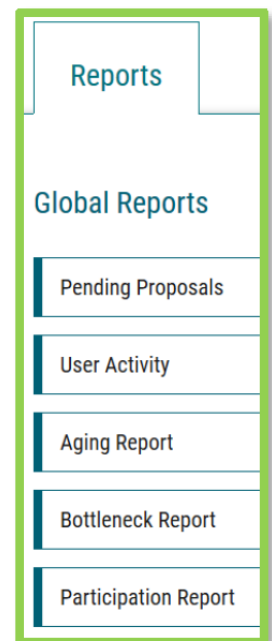 Reports
Global Reports
Pending Proposals
User Activity
Aging Report
Bottleneck Report
Participation Report